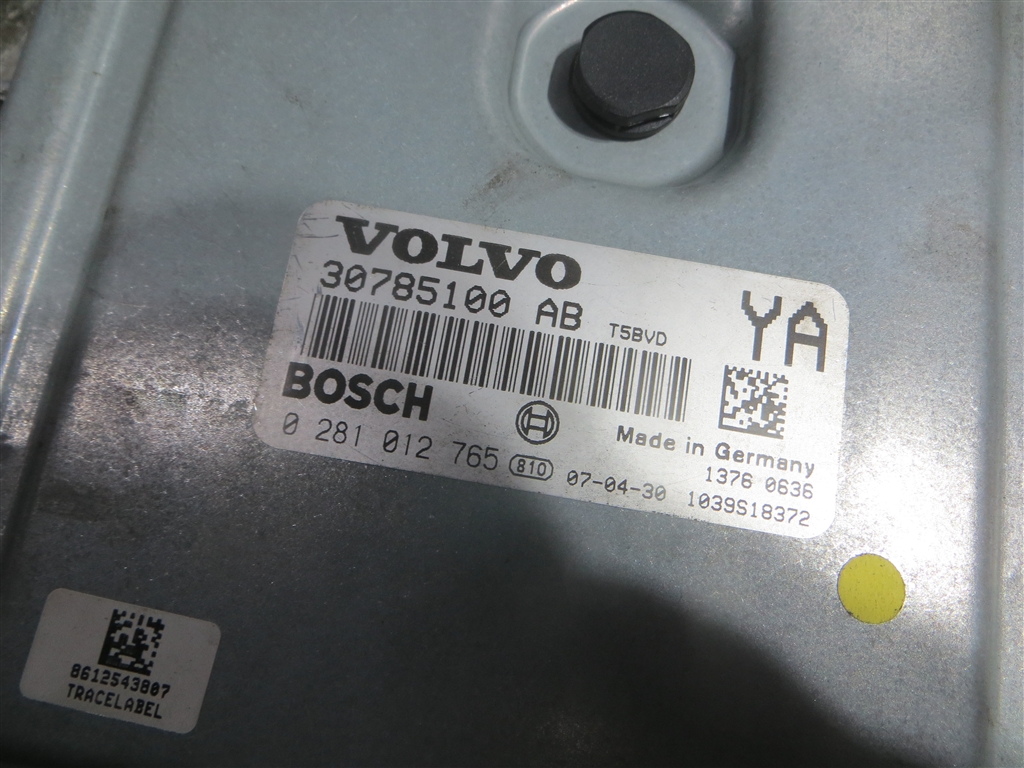 VOLVO
30785100 AB T5BVD
YA
BOSCH
0 281 012 765 810 07-04-30
Made in Germany
1376 0636
1039S18372
8612543807
TRACELABEL